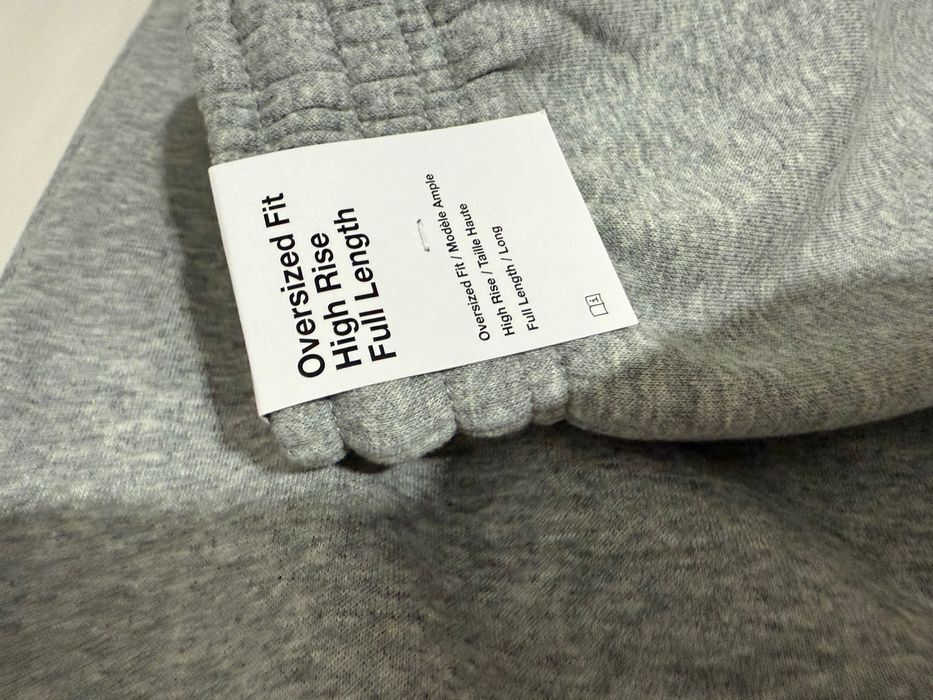 Oversized Fit
High Rise
Full Length
Oversized Fit / Modèle Ample
High Rise / Taille Haute
Full Length / Long